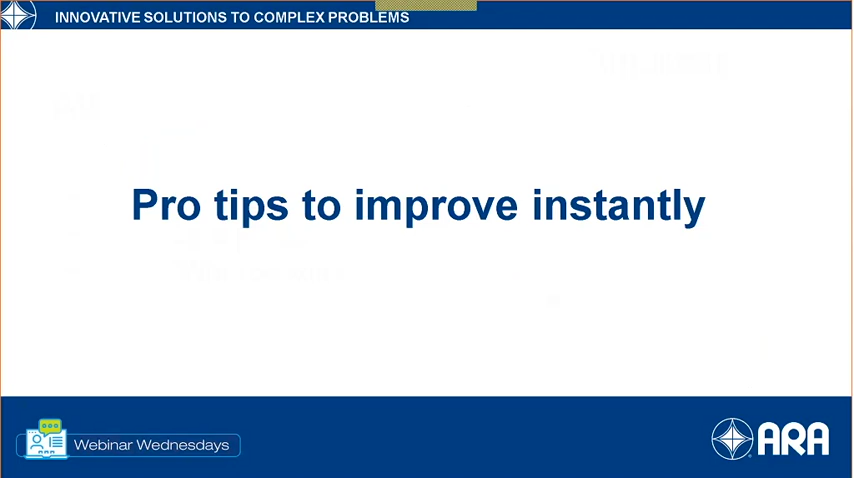 INNOVATIVE SOLUTIONS TO COMPLEX PROBLEMS
Pro tips to improve instantly
Webinar Wednesdays
ARA